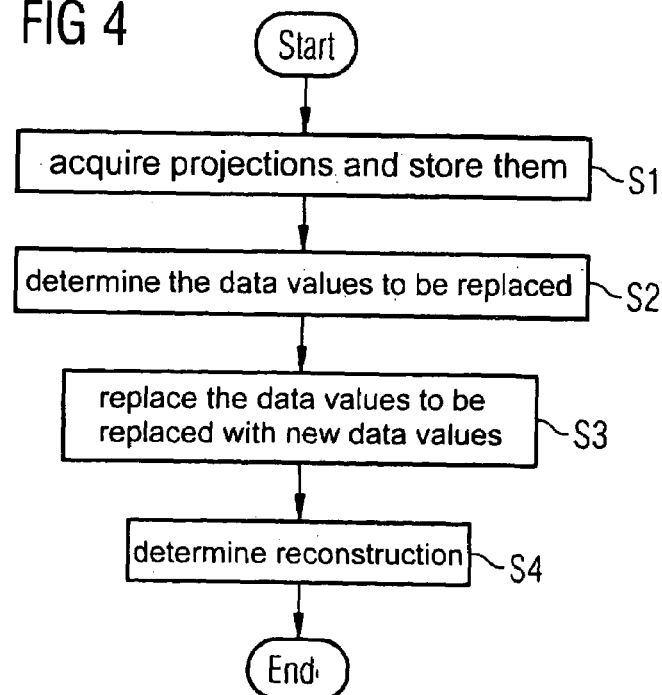 FIG 4
Start
acquire projections and store them
S1
determine the data values to be replaced
S2
replace the data values to be
replaced with new data values
S3
determine reconstruction
S4
End